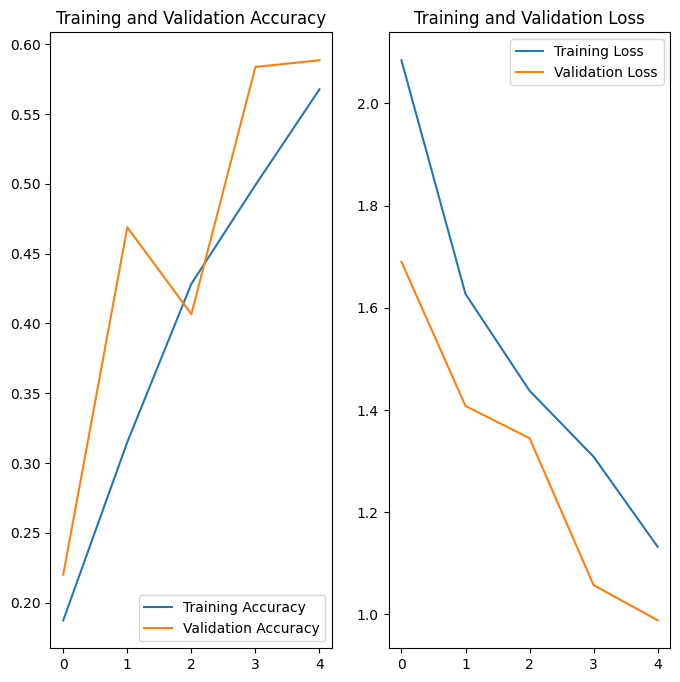 Training and Validation Accuracy
0.60
0.55
0.50
0.45
0.40
0.35
0.30
0.25
0.20
Training Accuracy
Validation Accuracy
0 1 2 3 4
Training and Validation Loss
Training Loss
Validation Loss
2.0
1.8
1.6
1.4
1.2
1.0
0 1 2 3 4